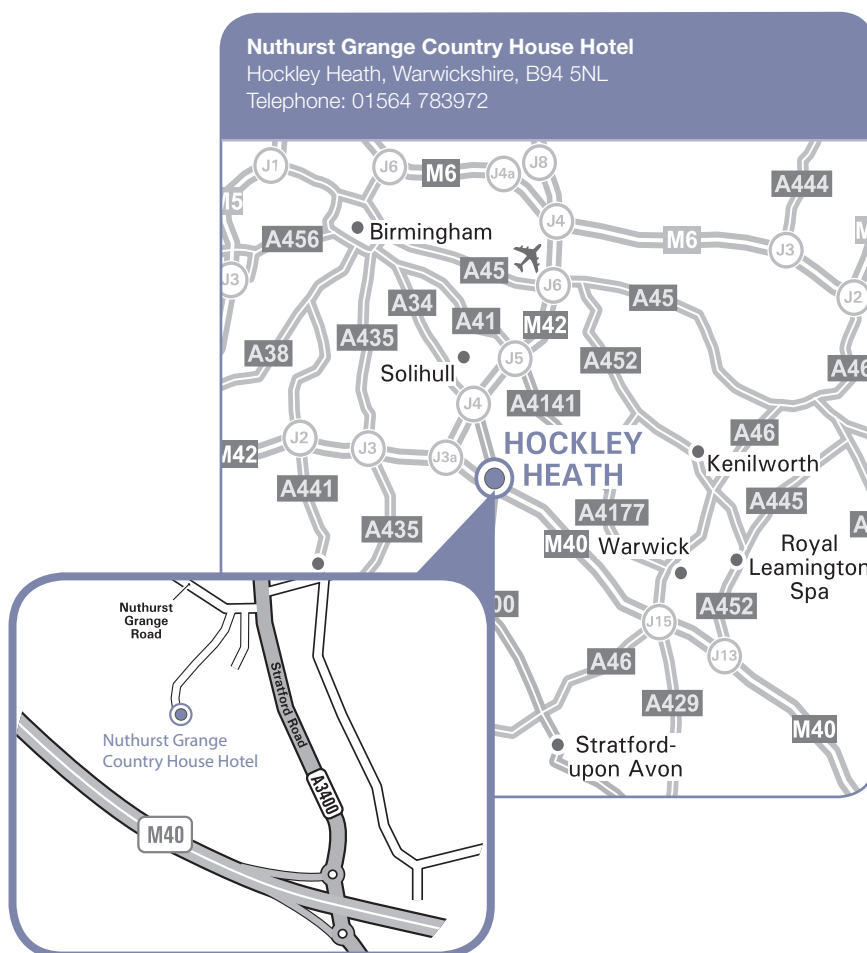 Nuthurst Grange Country House Hotel
Hockley Heath, Warwickshire, B94 5NL
Telephone: 01564 783972
J1
J6
M6
J4a
J8
A444
M5
A456
Birmingham
J4
M6
J3
J3
A45
J6
A45
J2
A34
A41
M42
A38
A435
A452
A46
Solihull
J5
J4
A4141
M42
J2
J3
J3a
HOCKLEY
HEATH
A46
Kenilworth
A441
A435
A4177
A445
M40
Warwick
Royal
Leamington
Spa
00
A452
J15
A46
J13
A429
M40
Stratford-
upon Avon
Nuthurst
Grange
Road
Stratford Road
Nuthurst Grange
Country House Hotel
A3400
M40